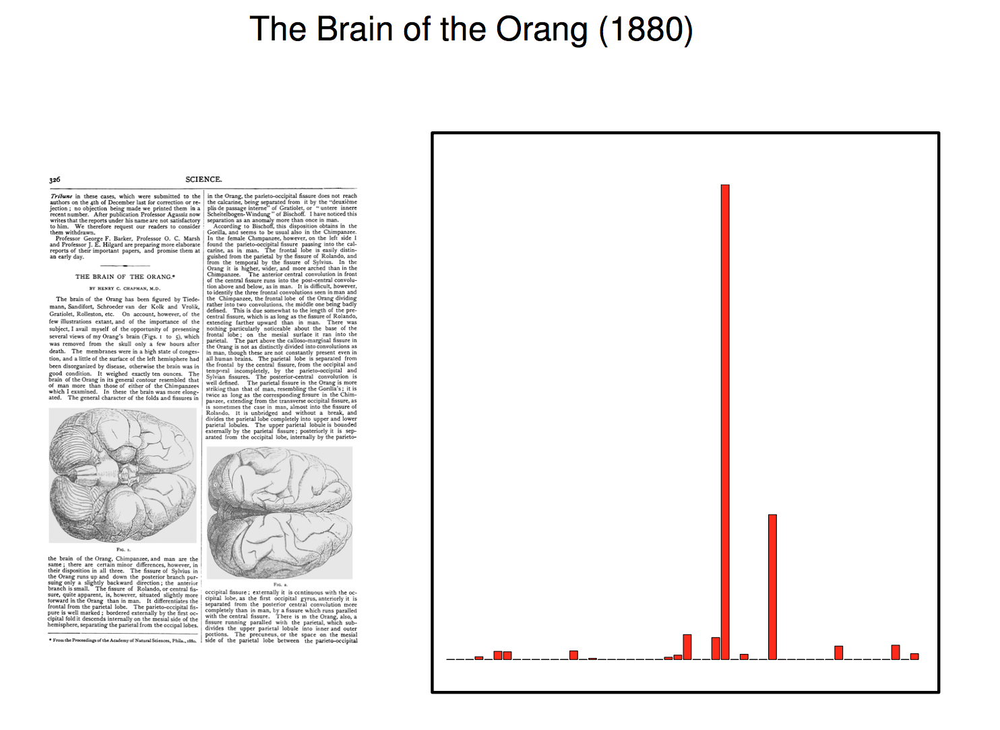 The Brain of the Orang (1880)
326
SCIENCE.
Tribune in these cases, which were submitted to the
authors on the 4th of December last for correction or re-
jection ; no objection being made we printed them in a
recent number. After publication Professor Agassiz now
writes that the reports under his name are not satisfactory
to him. We therefore request our readers to consider
them withdrawn.
Professor George F. Barker, Professor O. C. Marsh
and Professor J. E. Hilgard are preparing more elaborate
reports of their important papers, and promise them at
an early day.
THE BRAIN OF THE ORANG.*
BY HENRY C. CHAPMAN, M.D.
The brain of the Orang has been figured by Tiede-
mann, Sandifort, Schroeder van der Kolk and Vrolik,
Gratiolet, Rolleston, etc. On account, however, of the
few illustrations extant, and of the importance of the
subject, I avail myself of the opportunity of presenting
several views of my Orang's brain (Figs. 1 to 5), which
was removed from the skull only a few hours after
death. The membranes were in a high state of conges-
tion, and a little of the surface of the left hemisphere had
been disorganized by disease, otherwise the brain was in
good condition. It weighed exactly ten ounces. The
brain of the Orang in its general contour resembled that
of man more than those of either of the Chimpanzees
which I examined. In these the brain was more elong-
ated. The general character of the folds and fissures in
FIG. 1.
the brain of the Orang, Chimpanzee, and man are the
same ; there are certain minor differences, however, in
their disposition in all three. The fissure of Sylvius in
the Orang runs up and down the posterior branch pur-
suing only a slightly backward direction ; the anterior
branch is small. The fissure of Rolando, or central fis-
sure, quite apparent, is, however, situated slightly more
forward in the Orang than in man. It differentiates the
frontal from the parietal lobe. The parieto-occipital fis-
pure is well marked ; bordered externally by the first oc-
cipital fold it descends internally on the mesial side of the
hemisphere, separating the parietal from the occipal lobes.
* From the Proceedings of the Academy of Natural Sciences, Phila., 1880.
in the Orang, the parieto-occipital fissure does not reach
the calcarine, being separated from it by the "deuxième
plis de passage interne" of Gratiolet, or "untere innere
Scheitelbogen-Windung" of Bischoff. I have noticed this
separation as an anomaly more than once in man.
According to Bischoff, this disposition obtains in the
Gorilla, and seems to be usual also in the Chimpanzee.
In the female Chimpanzee, however, on the left side I
found the parieto-occipital fissure passing into the cal-
carine, as in man. The frontal lobe is easily distin-
guished from the parietal by the fissure of Rolando, and
from the temporal by the fissure of Sylvius. In the
Orang it is higher, wider, and more arched than in the
Chimpanzee. The anterior central convolution in front
of the central fissure runs into the post-central convolu-
tion above and below, as in man. It is difficult, however,
to identify the three frontal convolutions seen in man and
the Chimpanzee, the frontal lobe of the Orang dividing
rather into two convolutions, the middle one being badly
defined. This is due somewhat to the length of the pre-
central fissure, which is as long as the fissure of Rolando,
extending farther upward than in man. There was
nothing particularly noticeable about the base of the
frontal lobe ; on the mesial surface it ran into the
parietal. The part above the calloso-marginal fissure in
the Orang is not as distinctly divided into convolutions as
in man, though these are not constantly present even in
all human brains. The parietal lobe is separated from
the frontal by the central fissure, from the occipital and
temporal incompletely, by the parieto-occipital and
Sylvian fissures. The posterior-central convolution is
well defined. The parietal fissure in the Orang is more
striking than that of man, resembling the Gorilla's ; it is
twice as long as the corresponding fissure in the Chim-
panzee, extending from the transverse occipital fissure, as
is sometimes the case in man, almost into the fissure of
Rolando. It is unbridged and without a break, and
divides the parietal lobe completely into upper and lower
parietal lobules. The upper parietal lobule is bounded
externally by the parietal fissure ; posteriorly it is sep-
arated from the occipital lobe, internally by the parieto-
FIG. 2.
occipital fissure ; externally it is continuous with the oc-
cipital lobe, as the first occipital gyrus, anteriorly it is
separated from the posterior central convolution more
completely than in man, by a fissure which runs paralled
with the central fissure. There is in the Orang, also, a
fissure running paralled with the parietal, which sub-
divides the upper parietal lobule into inner and outer
portions. The precuneus, or the space on the mesial
side of the parietal lobe between the parieto-occipital